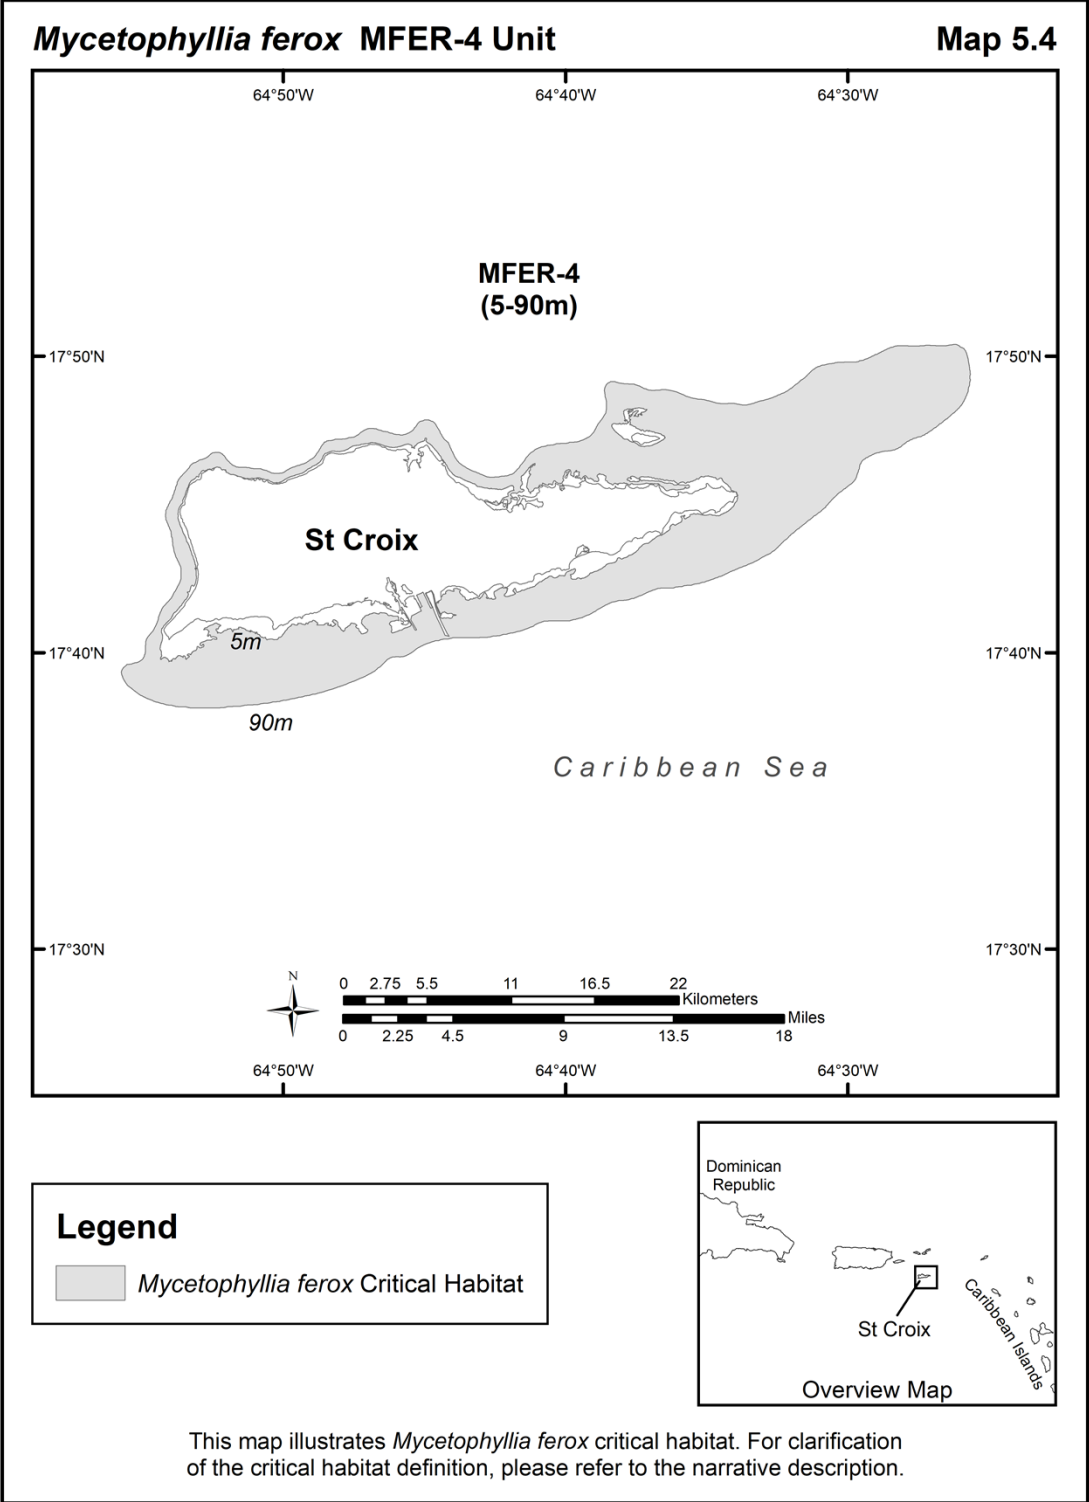 Mycetophyllia ferox MFER-4 Unit
Map 5.4
64°50'W
64°40'W
64°30'W
MFER-4
(5-90m)
17°50'N
17°50'N
St Croix
5m
17°40'N
17°40'N
90m
Caribbean Sea
17°30'N
17°30'N
N
0 2.75 5.5 11 16.5 22
Kilometers
Miles
0 2.25 4.5 9 13.5 18
64°50'W
64°40'W
64°30'W
Legend
Mycetophyllia ferox Critical Habitat
Dominican
Republic
St Croix
Caribbean Islands
Overview Map
This map illustrates Mycetophyllia ferox critical habitat. For clarification
of the critical habitat definition, please refer to the narrative description.